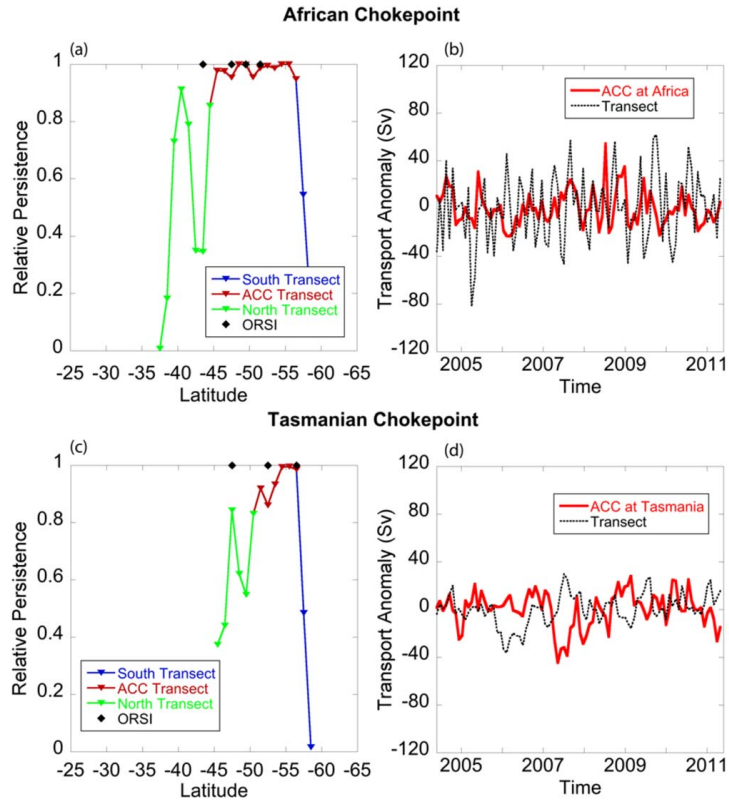 African Chokepoint
(a)
Relative Persistence
1
0.8
0.6
0.4
0.2
0
South Transect
ACC Transect
North Transect
ORSI
-25 -30 -35 -40 -45 -50 -55 -60 -65
Latitude
(b)
Transport Anomaly (Sv)
120
80
40
0
-40
-80
-120
ACC at Africa
Transect
2005 2007 2009 2011
Time
Tasmanian Chokepoint
(c)
Relative Persistence
1
0.8
0.6
0.4
0.2
0
South Transect
ACC Transect
North Transect
ORSI
-25 -30 -35 -40 -45 -50 -55 -60 -65
Latitude
(d)
Transport Anomaly (Sv)
120
80
40
0
-40
-80
-120
ACC at Tasmania
Transect
2005 2007 2009 2011
Time